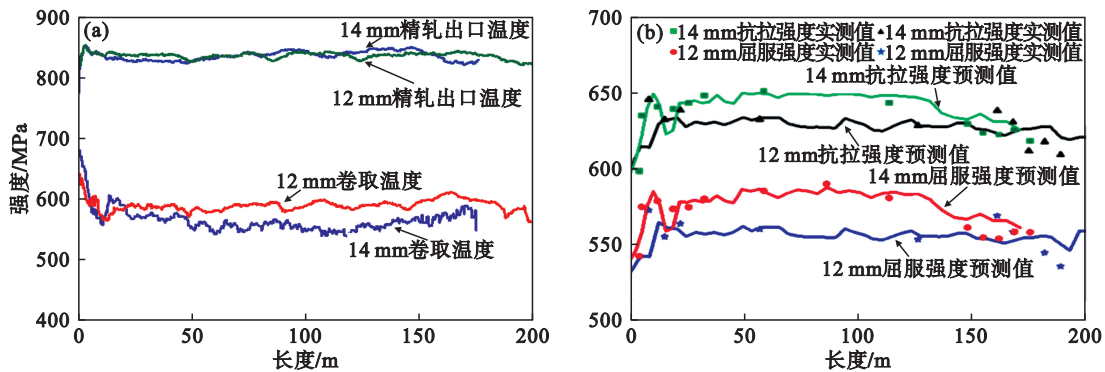 (a)
14 mm精轧出口温度
12 mm精轧出口温度
12 mm卷取温度
14 mm卷取温度
900
800
700
600
500
400
强度/MPa
0
50
100
150
200
长度/m
(b)
14 mm抗拉强度实测值 14 mm抗拉强度实测值
12 mm屈服强度实测值 12 mm屈服强度实测值
14 mm抗拉强度预测值
12 mm抗拉强度预测值
14 mm屈服强度预测值
12 mm屈服强度预测值
700
650
600
550
500
0
50
100
150
200
长度/m